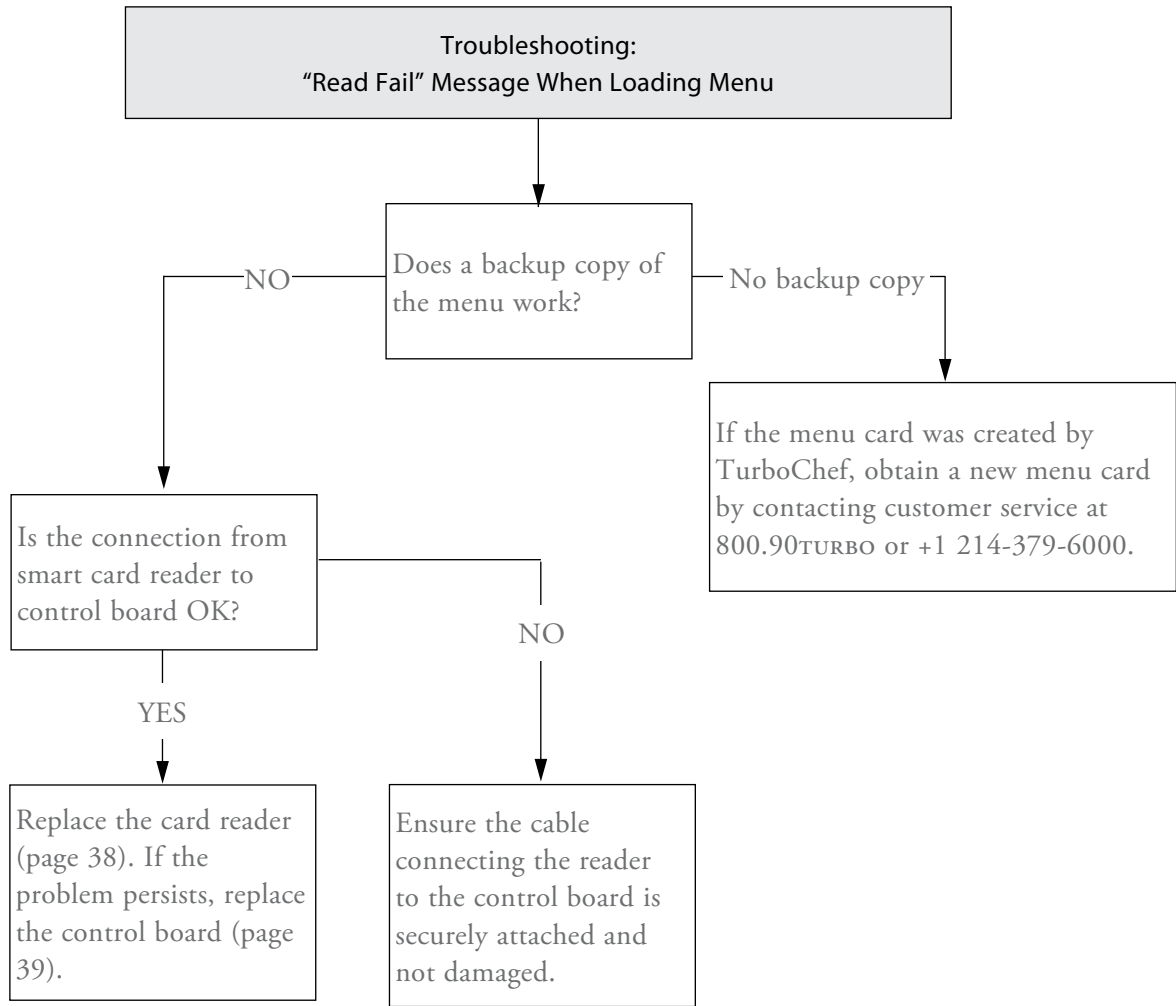 Troubleshooting:
“Read Fail” Message When Loading Menu
Does a backup copy of
the menu work?
NO
No backup copy
If the menu card was created by
TurboChef, obtain a new menu card
by contacting customer service at
800.90TURBO or +1 214-379-6000.
Is the connection from
smart card reader to
control board OK?
NO
YES
Replace the card reader
(page 38). If the
problem persists, replace
the control board (page
39).
Ensure the cable
connecting the reader
to the control board is
securely attached and
not damaged.